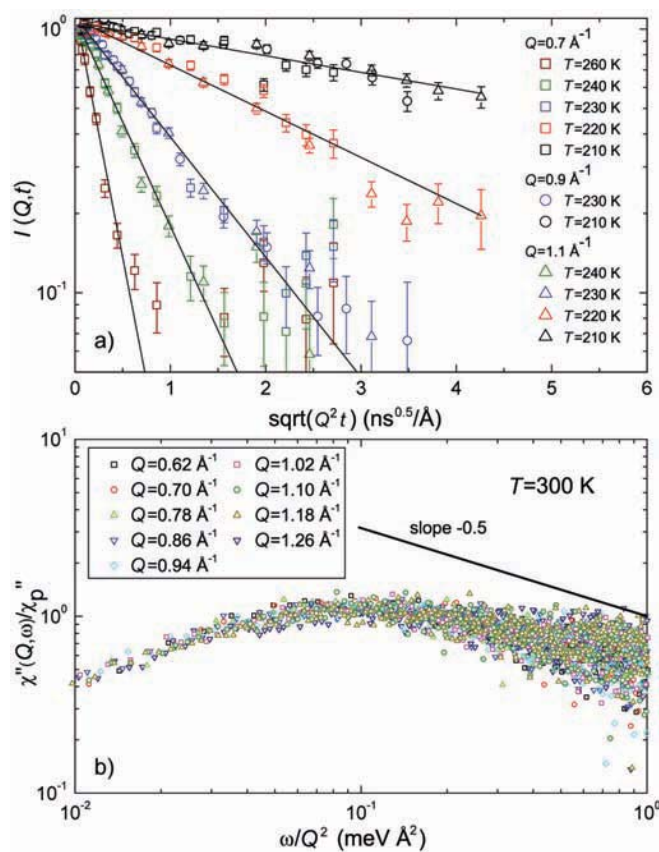 10⁰
10⁻¹
I (Q,t)
a)
0 1 2 3 4 5 6
sqrt(Q²t) (ns⁰·⁵/Å)
Q=0.7 Å⁻¹
T=260 K
T=240 K
T=230 K
T=220 K
T=210 K
Q=0.9 Å⁻¹
T=230 K
T=210 K
Q=1.1 Å⁻¹
T=240 K
T=230 K
T=220 K
T=210 K
10¹
10⁰
10⁻¹
χ"(Q,ω)/χp"
Q=0.62 Å⁻¹ Q=1.02 Å⁻¹
Q=0.70 Å⁻¹ Q=1.10 Å⁻¹
Q=0.78 Å⁻¹ Q=1.18 Å⁻¹
Q=0.86 Å⁻¹ Q=1.26 Å⁻¹
Q=0.94 Å⁻¹
T=300 K
slope -0.5
b)
10⁻² 10⁻¹ 10⁰
ω/Q² (meV Å²)